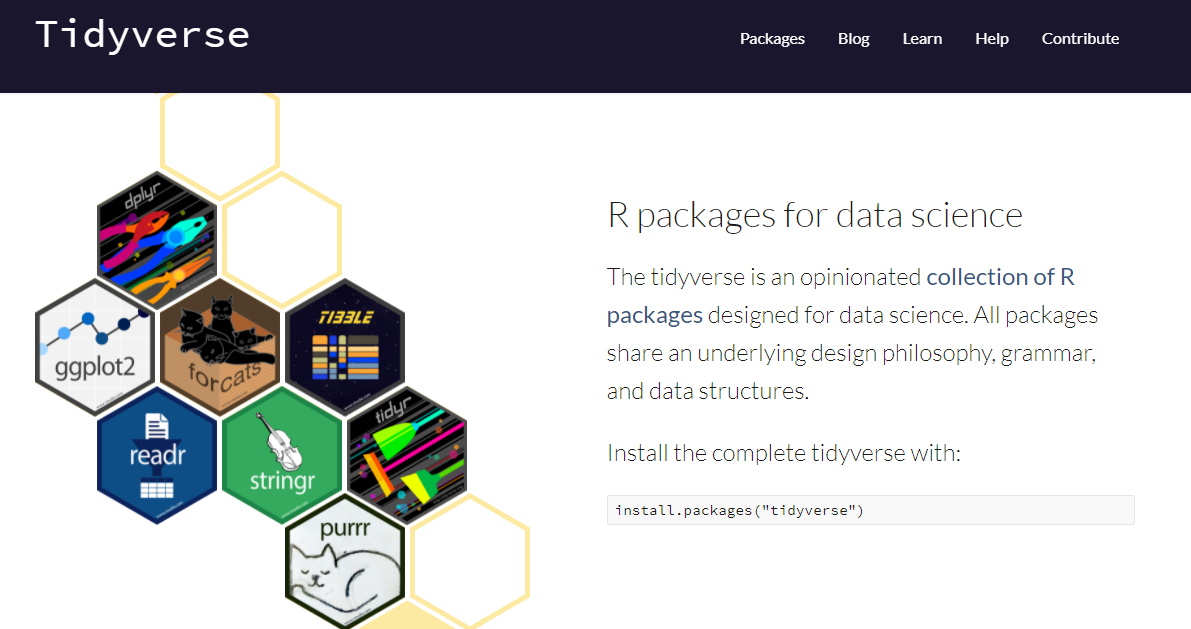 Tidyverse
Packages Blog Learn Help Contribute
dplyr
ggplot2
forcats
TIBBLE
readr
stringr
tidyr
purrr
R packages for data science
The tidyverse is an opinionated collection of R
packages designed for data science. All packages
share an underlying design philosophy, grammar,
and data structures.
Install the complete tidyverse with:
install.packages("tidyverse")